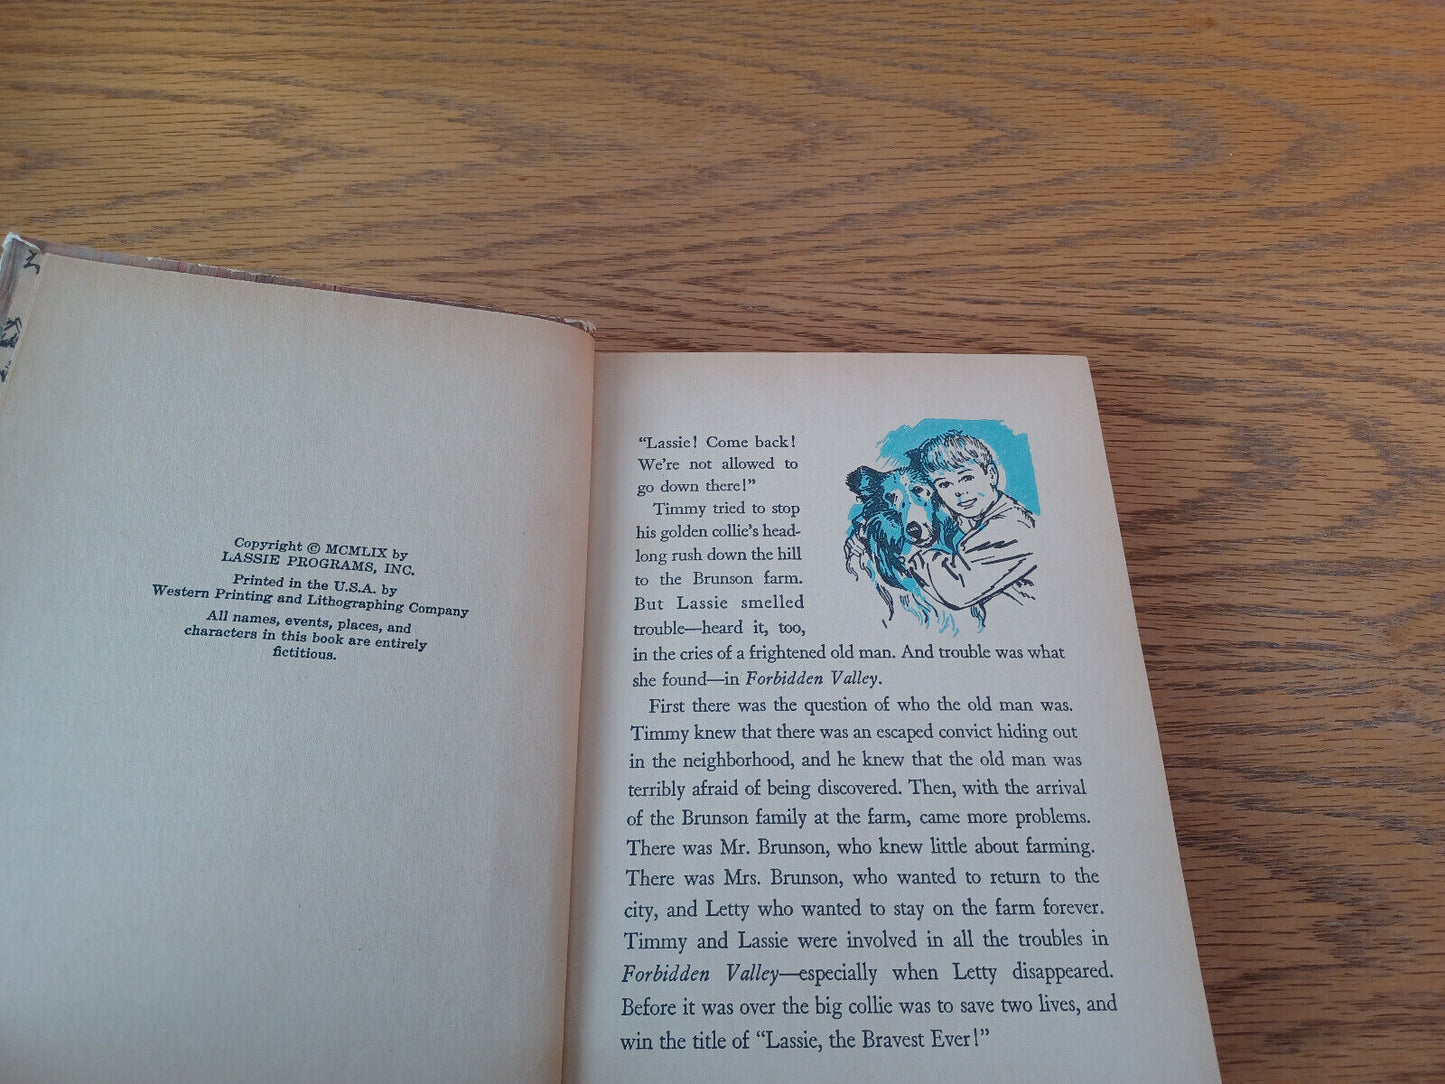 Copyright © MCMLIX by
LASSIE PROGRAMS, INC.
Printed in the U.S.A. by
Western Printing and Lithographing Company
All names, events, places, and
characters in this book are entirely
fictitious.
“Lassie! Come back!
We’re not allowed to
go down there!”
Timmy tried to stop
his golden collie’s head-
long rush down the hill
to the Brunson farm.
But Lassie smelled
trouble—heard it, too,
in the cries of a frightened old man. And trouble was what
she found—in Forbidden Valley.
First there was the question of who the old man was.
Timmy knew that there was an escaped convict hiding out
in the neighborhood, and he knew that the old man was
terribly afraid of being discovered. Then, with the arrival
of the Brunson family at the farm, came more problems.
There was Mr. Brunson, who knew little about farming.
There was Mrs. Brunson, who wanted to return to the
city, and Letty who wanted to stay on the farm forever.
Timmy and Lassie were involved in all the troubles in
Forbidden Valley—especially when Letty disappeared.
Before it was over the big collie was to save two lives, and
win the title of “Lassie, the Bravest Ever!”